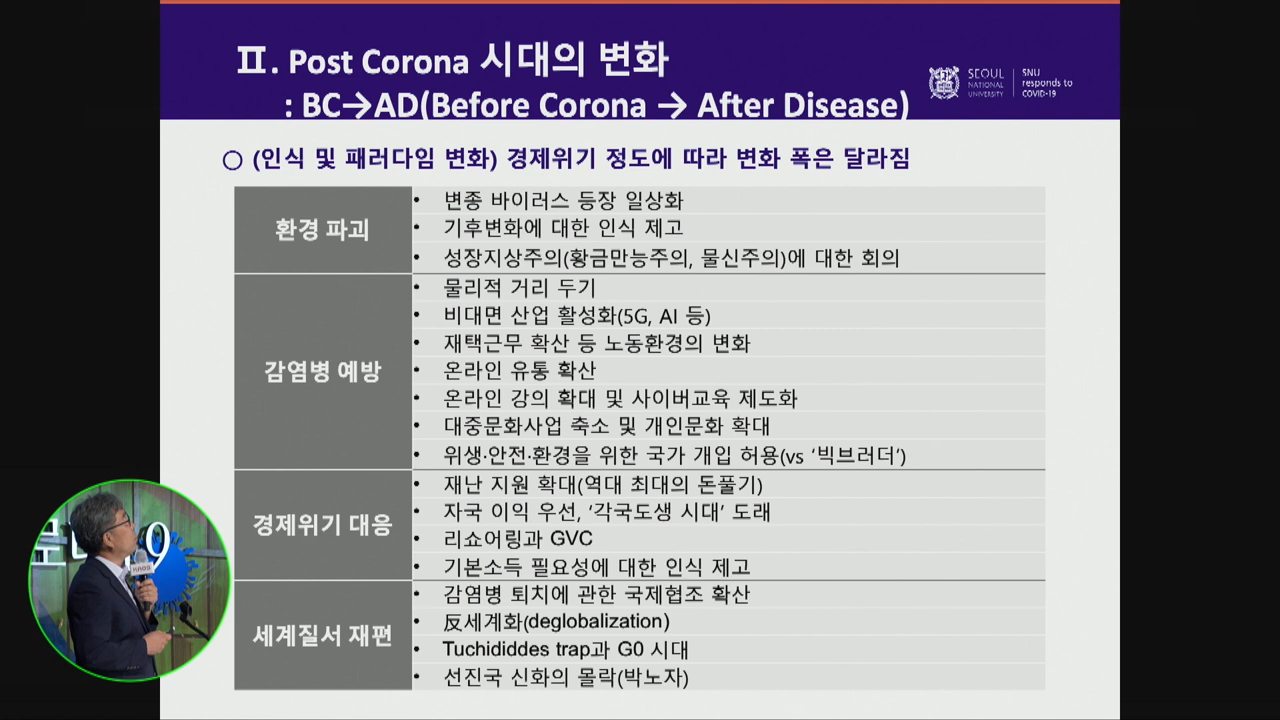 Ⅱ. Post Corona 시대의 변화
: BC→AD(Before Corona → After Disease)
SEOUL
NATIONAL
UNIVERSITY
SNU
responds to
COVID-19
○ (인식 및 패러다임 변화) 경제위기 정도에 따라 변화 폭은 달라짐
환경 파괴
• 변종 바이러스 등장 일상화
• 기후변화에 대한 인식 제고
• 성장지상주의(황금만능주의, 물신주의)에 대한 회의
감염병 예방
• 물리적 거리 두기
• 비대면 산업 활성화(5G, AI 등)
• 재택근무 확산 등 노동환경의 변화
• 온라인 유통 확산
• 온라인 강의 확대 및 사이버교육 제도화
• 대중문화사업 축소 및 개인문화 확대
• 위생·안전·환경을 위한 국가 개입 허용(vs ‘빅브러더’)
경제위기 대응
• 재난 지원 확대(역대 최대의 돈풀기)
• 자국 이익 우선, ‘각국도생 시대’ 도래
• 리쇼어링과 GVC
• 기본소득 필요성에 대한 인식 제고
세계질서 재편
• 감염병 퇴치에 관한 국제협조 확산
• 反세계화(deglobalization)
• Tuchididdes trap과 G0 시대
• 선진국 신화의 몰락(박노자)
9